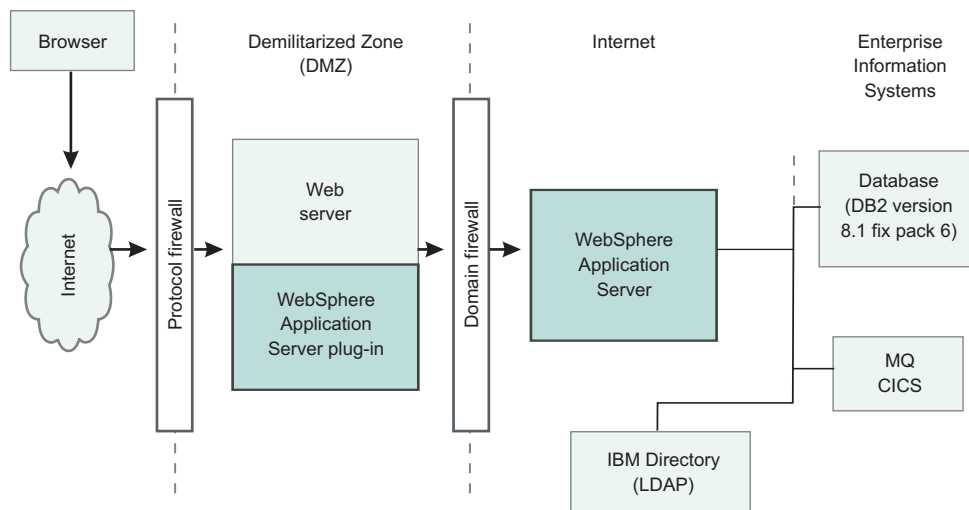 Browser
Demilitarized Zone
(DMZ)
Internet
Enterprise
Information
Systems
Internet
Protocol firewall
Web
server
WebSphere
Application
Server plug-in
Domain firewall
WebSphere
Application
Server
Database
(DB2 version
8.1 fix pack 6)
MQ
CICS
IBM Directory
(LDAP)